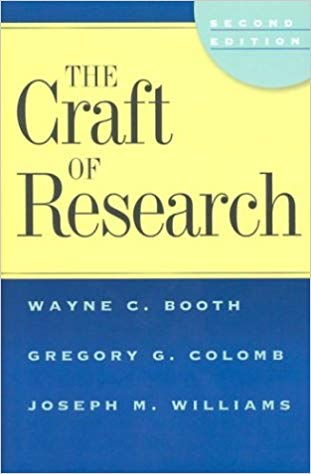 SECOND
EDITION
THE
Craft
OF
Research
WAYNE C. BOOTH
GREGORY G. COLOMB
JOSEPH M. WILLIAMS